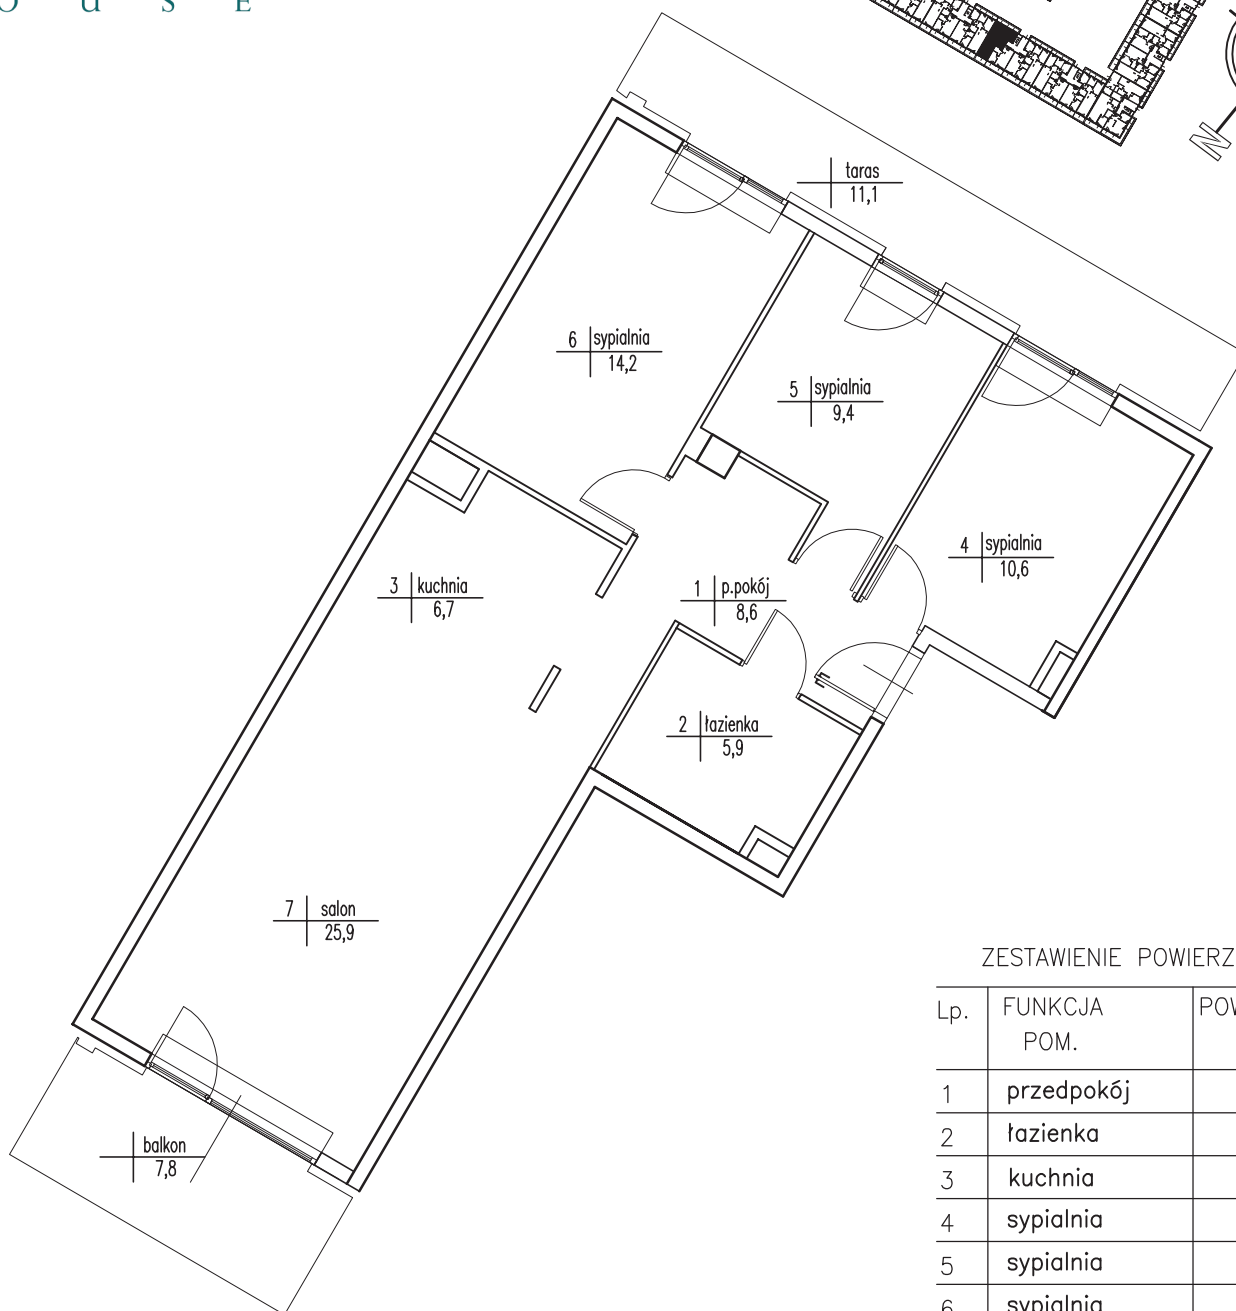 O U S E
N
taras
11,1
6 sypialnia
14,2
5 sypialnia
9,4
4 sypialnia
10,6
3 kuchnia
6,7
1 p.pokój
8,6
2 łazienka
5,9
7 salon
25,9
balkon
7,8
ZESTAWIENIE POWIERZ
Lp. FUNKCJA POM. POW
1 przedpokój
2 łazienka
3 kuchnia
4 sypialnia
5 sypialnia
6 sypialnia